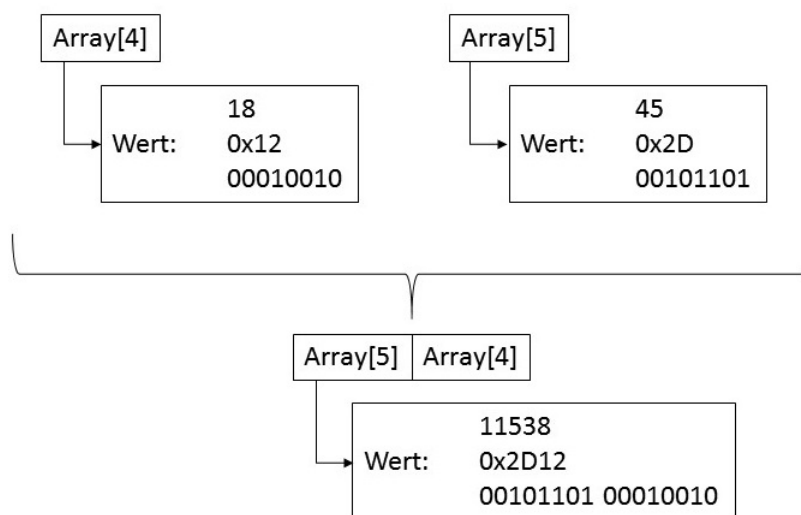 Array[4]
18
Wert: 0x12
00010010
Array[5]
45
Wert: 0x2D
00101101
Array[5] Array[4]
11538
Wert: 0x2D12
00101101 00010010